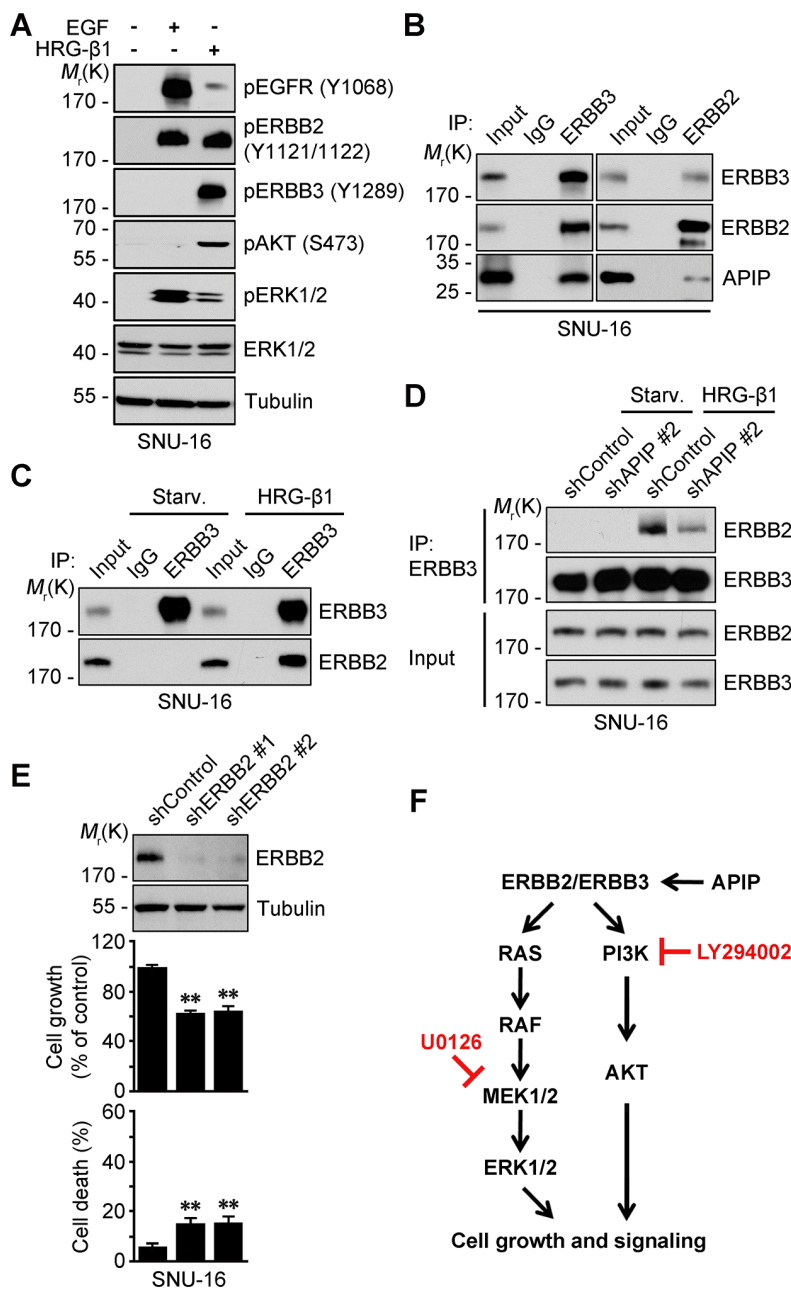 A
EGF - + -
HRG-β1 - - +
Mr(K)
170 -
pEGFR (Y1068)
170 -
pERBB2
(Y1121/1122)
170 -
pERBB3 (Y1289)
70 -
55 -
pAKT (S473)
40 -
pERK1/2
40 -
ERK1/2
55 -
Tubulin
SNU-16
B
IP:
Input
IgG
ERBB3
Input
IgG
ERBB2
Mr(K)
170 -
ERBB3
170 -
ERBB2
35 -
25 -
APIP
SNU-16
C
Starv.
HRG-β1
IP:
Input
IgG
ERBB3
Input
IgG
ERBB3
Mr(K)
170 -
ERBB3
170 -
ERBB2
SNU-16
D
Starv.
HRG-β1
shControl
shAPIP #2
shControl
shAPIP #2
Mr(K)
IP:
ERBB3
170 -
ERBB2
170 -
ERBB3
Input
170 -
ERBB2
170 -
ERBB3
SNU-16
E
shControl
shERBB2 #1
shERBB2 #2
Mr(K)
170 -
ERBB2
55 -
Tubulin
Cell growth
(% of control)
120
80
60
40
0
** **
Cell death (%)
60
40
20
0
** **
SNU-16
F
ERBB2/ERBB3
APIP
RAS
PI3K
LY294002
RAF
U0126
MEK1/2
AKT
ERK1/2
Cell growth and signaling